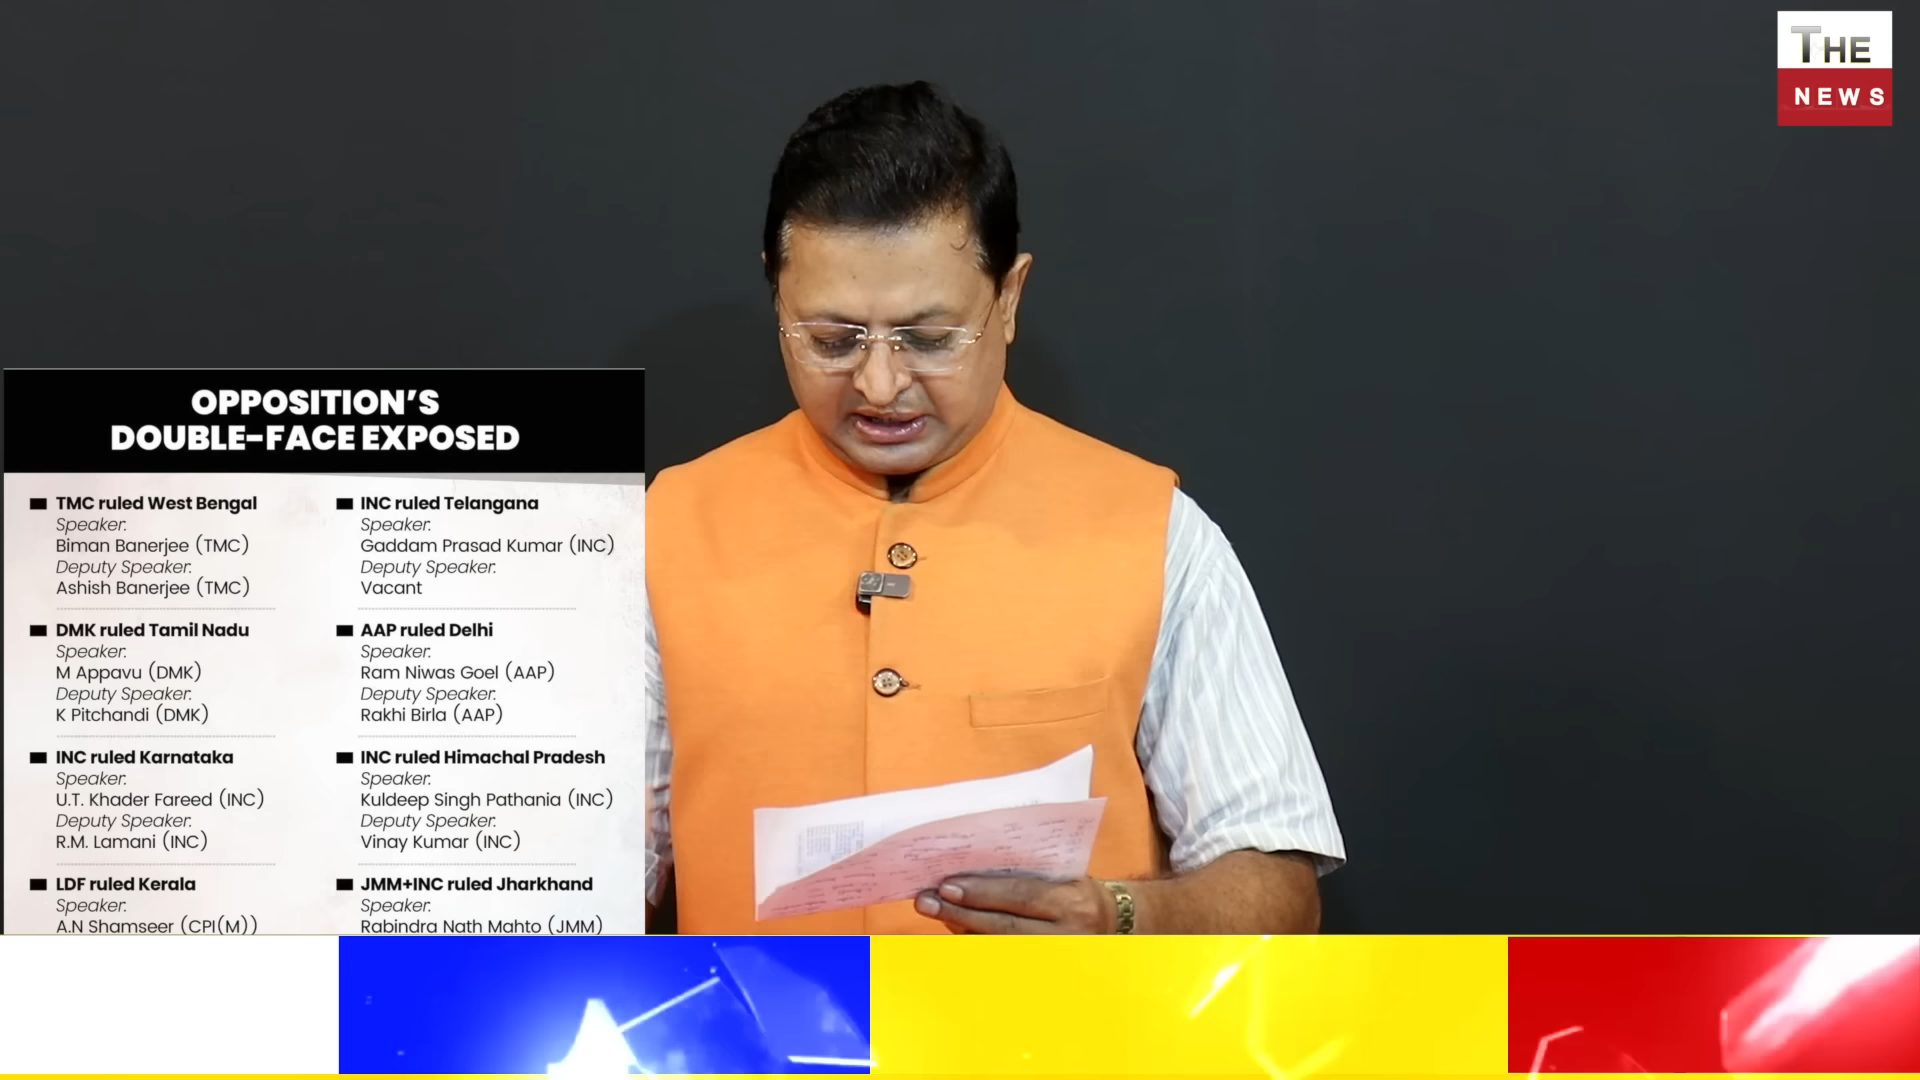 THE
NEWS
OPPOSITION'S
DOUBLE-FACE EXPOSED
TMC ruled West Bengal
Speaker:
Biman Banerjee (TMC)
Deputy Speaker:
Ashish Banerjee (TMC)
DMK ruled Tamil Nadu
Speaker:
M Appavu (DMK)
Deputy Speaker:
K Pitchandi (DMK)
INC ruled Karnataka
Speaker:
U.T. Khader Fareed (INC)
Deputy Speaker:
R.M. Lamani (INC)
LDF ruled Kerala
Speaker:
A.N Shamseer (CPI(M))
INC ruled Telangana
Speaker:
Gaddam Prasad Kumar (INC)
Deputy Speaker:
Vacant
AAP ruled Delhi
Speaker:
Ram Niwas Goel (AAP)
Deputy Speaker:
Rakhi Birla (AAP)
INC ruled Himachal Pradesh
Speaker:
Kuldeep Singh Pathania (INC)
Deputy Speaker:
Vinay Kumar (INC)
JMM+INC ruled Jharkhand
Speaker:
Rabindra Nath Mahto (JMM)